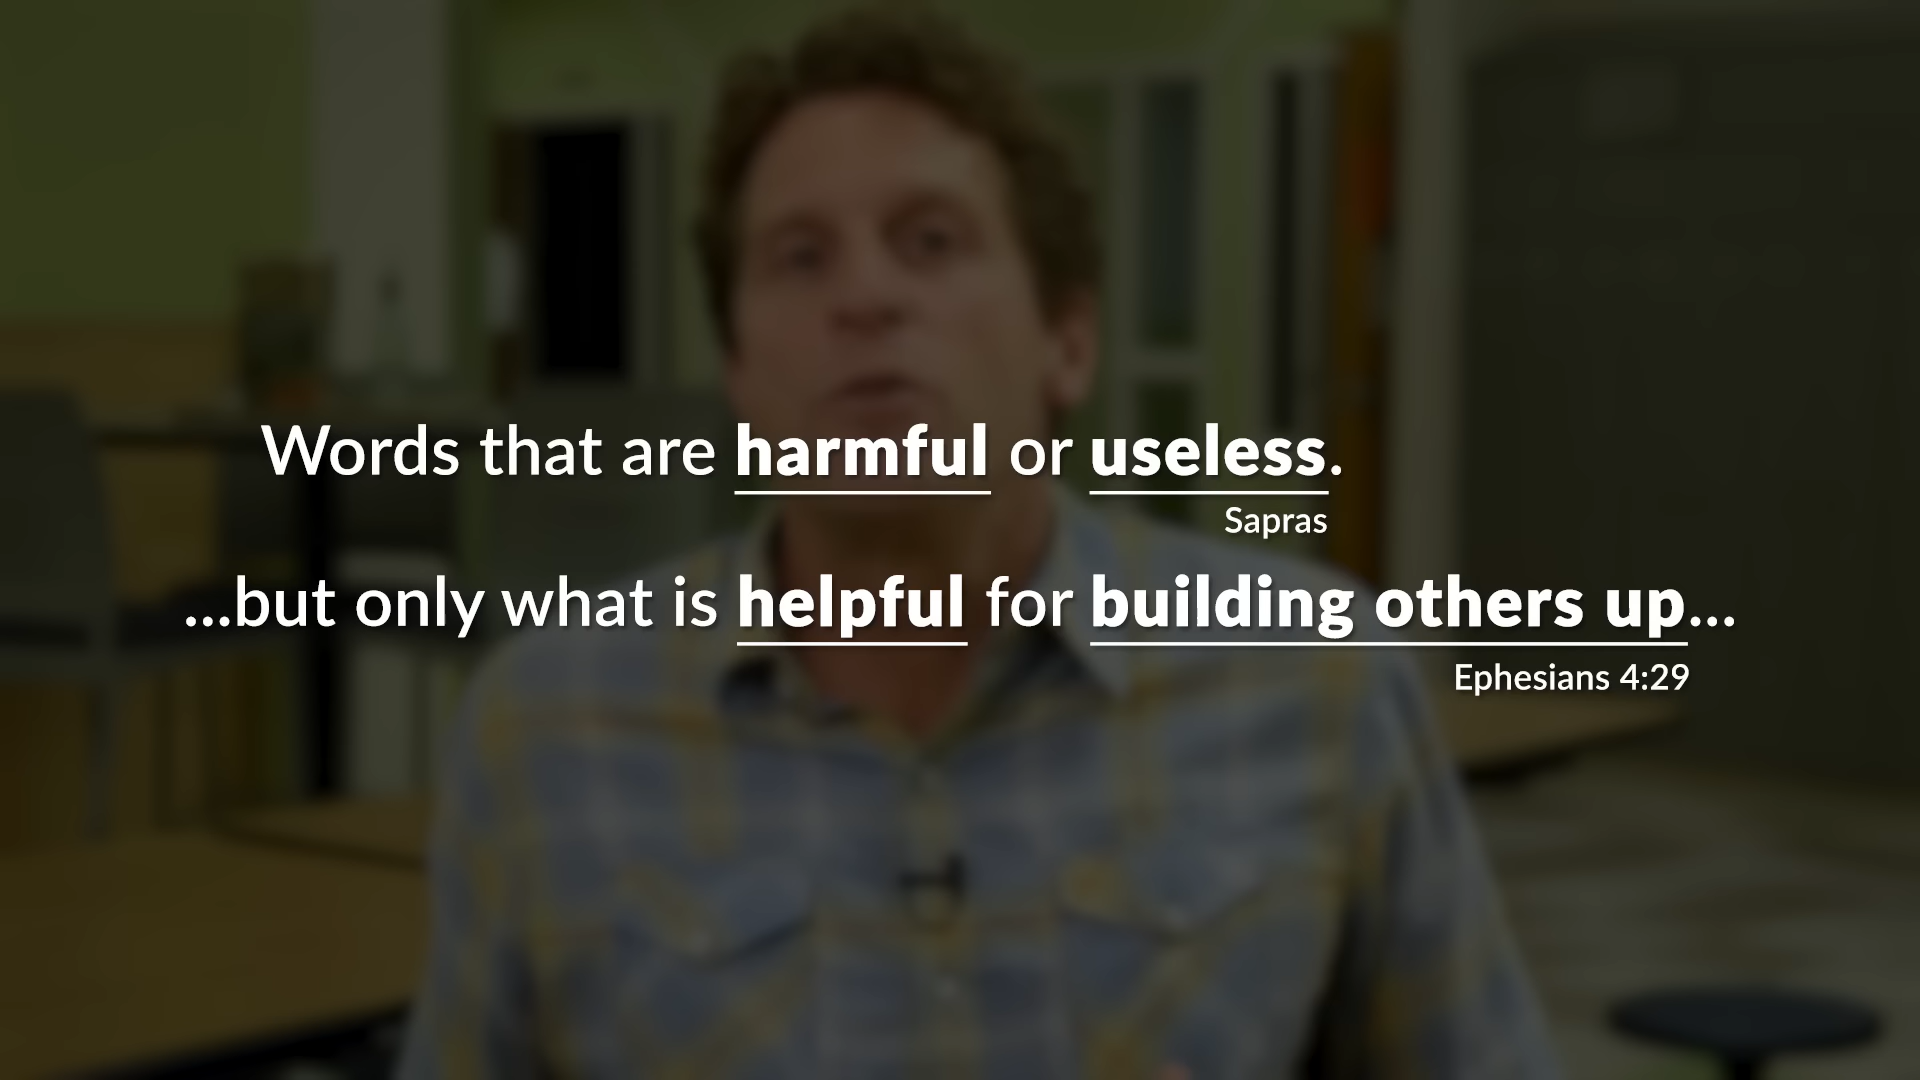 Words that are harmful or useless.
Sapras
...but only what is helpful for building others up...
Ephesians 4:29